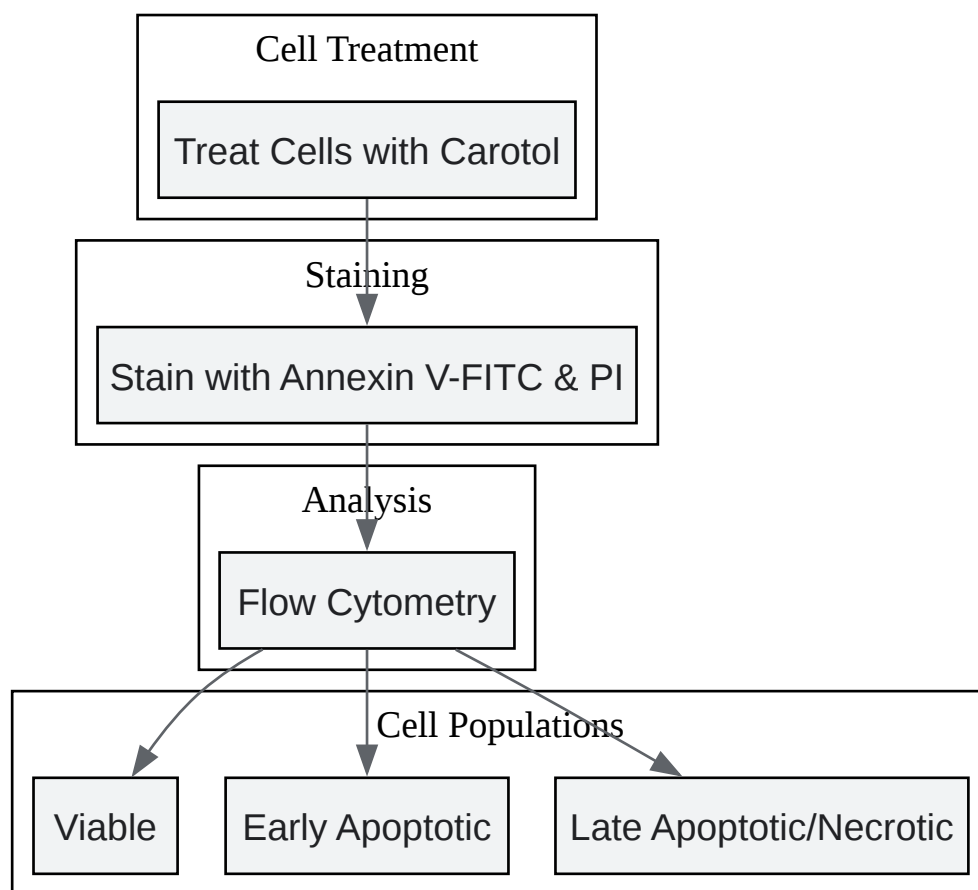 Cell Treatment
Treat Cells with Carotol
Staining
Stain with Annexin V-FITC & PI
Analysis
Flow Cytometry
Cell Populations
Viable
Early Apoptotic
Late Apoptotic/Necrotic